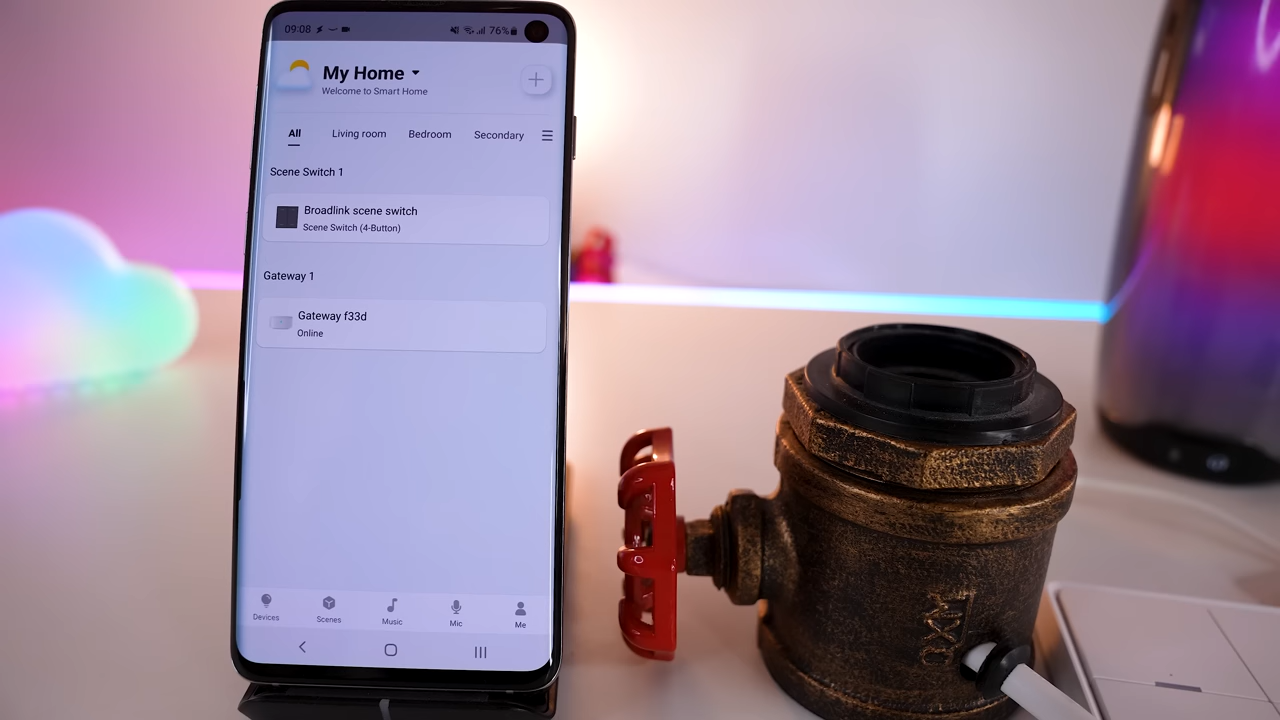 09:08 76%
My Home
Welcome to Smart Home
All Living room Bedroom Secondary
Scene Switch 1
Broadlink scene switch
Scene Switch (4-Button)
Gateway 1
Gateway f33d
Online
Devices Scenes Music Mic Me